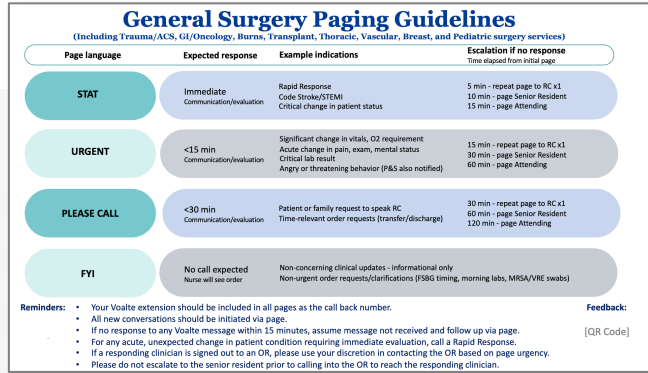 General Surgery Paging Guidelines
(Including Trauma/ACS, GI/Oncology, Burns, Transplant, Thoracic, Vascular, Breast, and Pediatric surgery services)
Page language
Expected response
Example indications
Escalation if no response
Time elapsed from initial page
STAT
Immediate
Communication/evaluation
Rapid Response
Code Stroke/STEMI
Critical change in patient status
5 min - repeat page to RC x1
10 min - page Senior Resident
15 min - page Attending
URGENT
<15 min
Communication/evaluation
Significant change in vitals, O2 requirement
Acute change in pain, exam, mental status
Critical lab result
Angry or threatening behavior (P&S also notified)
15 min - repeat page to RC x1
30 min - page Senior Resident
60 min - page Attending
PLEASE CALL
<30 min
Communication/evaluation
Patient or family request to speak RC
Time-relevant order requests (transfer/discharge)
30 min - repeat page to RC x1
60 min - page Senior Resident
120 min - page Attending
FYI
No call expected
Nurse will see order
Non-concerning clinical updates - informational only
Non-urgent order requests/clarifications (FSBG timing, morning labs, MRSA/VRE swabs)
Reminders:
• Your Voalte extension should be included in all pages as the call back number.
• All new conversations should be initiated via page.
• If no response to any Voalte message within 15 minutes, assume message not received and follow up via page.
• For any acute, unexpected change in patient condition requiring immediate evaluation, call a Rapid Response.
• If a responding clinician is signed out to an OR, please use your discretion in contacting the OR based on page urgency.
• Please do not escalate to the senior resident prior to calling into the OR to reach the responding clinician.
Feedback:
[QR Code]